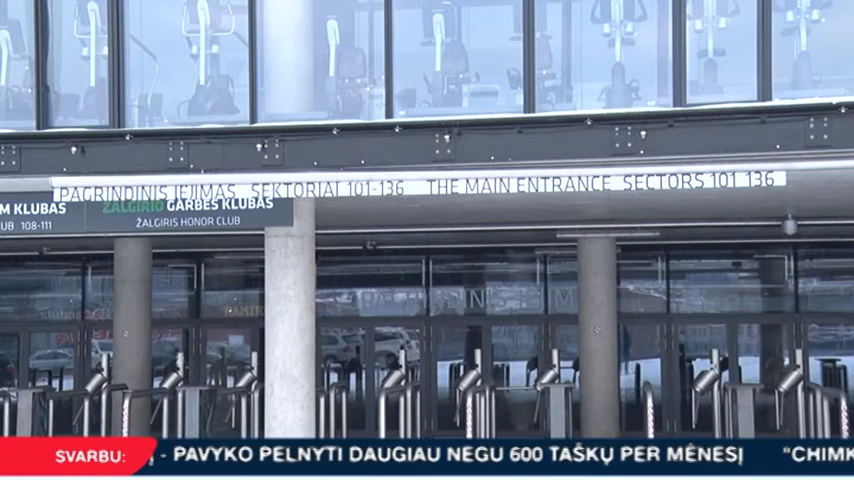 PAGRINDINIS ĮĖJIMAS SEKTORIAI 101-136 THE MAIN ENTRANCE SECTORS 101 136
KLUBAS
108-111
ŽALGIRIO GARBĖS KLUBAS
ŽALGIRIS HONOR CLUB
PAGRINDINIS
SVARBU:
- PAVYKO PELNYTI DAUGIAU NEGU 600 TAŠKŲ PER MĖNESĮ